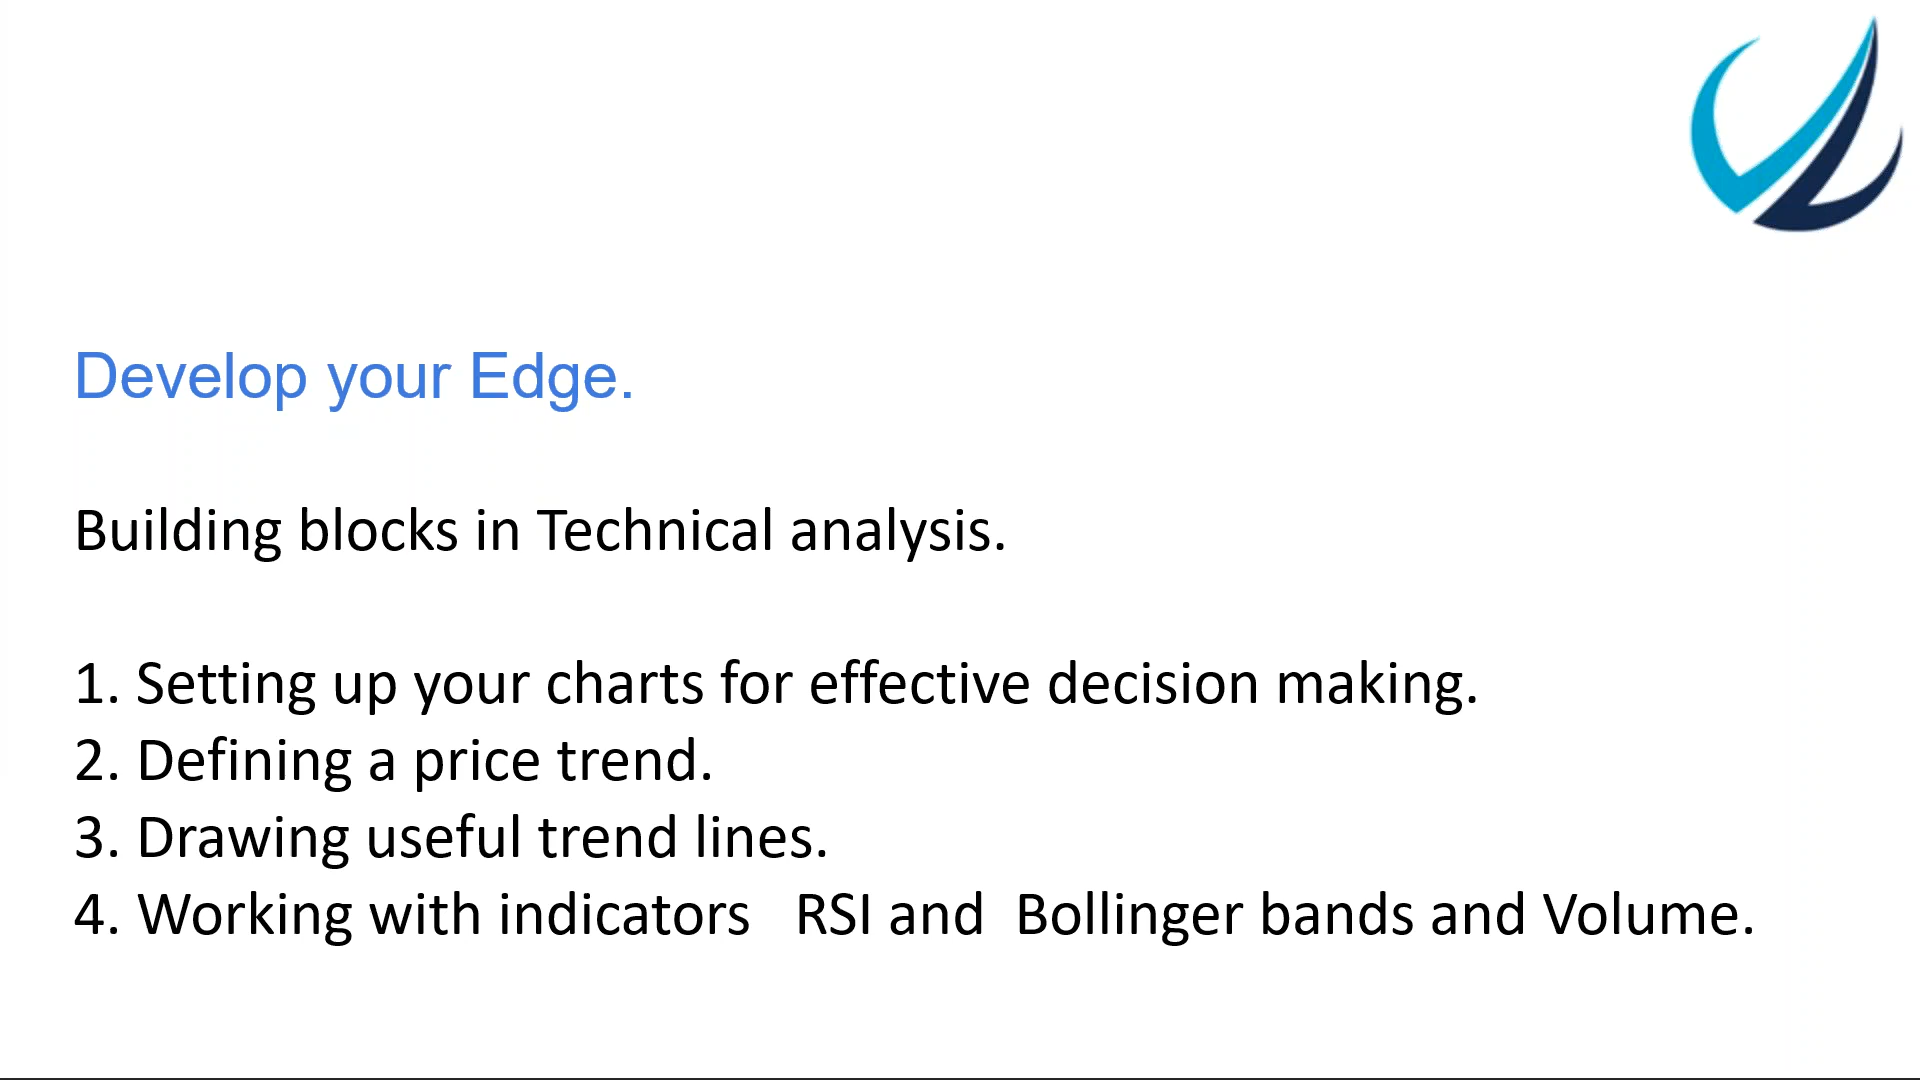 Develop your Edge.
Building blocks in Technical analysis.
1. Setting up your charts for effective decision making.
2. Defining a price trend.
3. Drawing useful trend lines.
4. Working with indicators   RSI and  Bollinger bands and Volume.